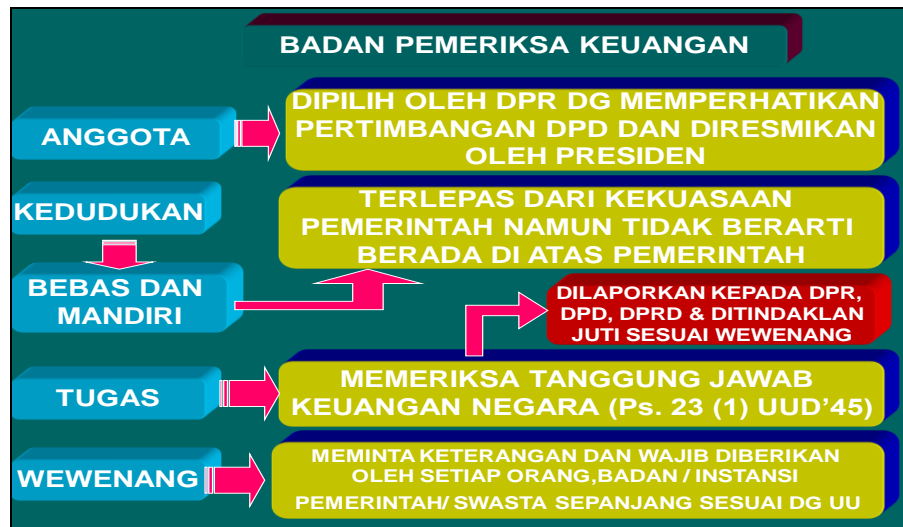 BADAN PEMERIKSA KEUANGAN
ANGGOTA
DIPILIH OLEH DPR DG MEMPERHATIKAN
PERTIMBANGAN DPD DAN DIRESMIKAN
OLEH PRESIDEN
KEDUDUKAN
BEBAS DAN
MANDIRI
TERLEPAS DARI KEKUASAAN
PEMERINTAH NAMUN TIDAK BERARTI
BERADA DI ATAS PEMERINTAH
DILAPORKAN KEPADA DPR,
DPD, DPRD & DITINDAKLAN
JUTI SESUAI WEWENANG
TUGAS
MEMERIKSA TANGGUNG JAWAB
KEUANGAN NEGARA (Ps. 23 (1) UUD'45)
WEWENANG
MEMINTA KETERANGAN DAN WAJIB DIBERIKAN
OLEH SETIAP ORANG,BADAN / INSTANSI
PEMERINTAH/ SWASTA SEPANJANG SESUAI DG UU